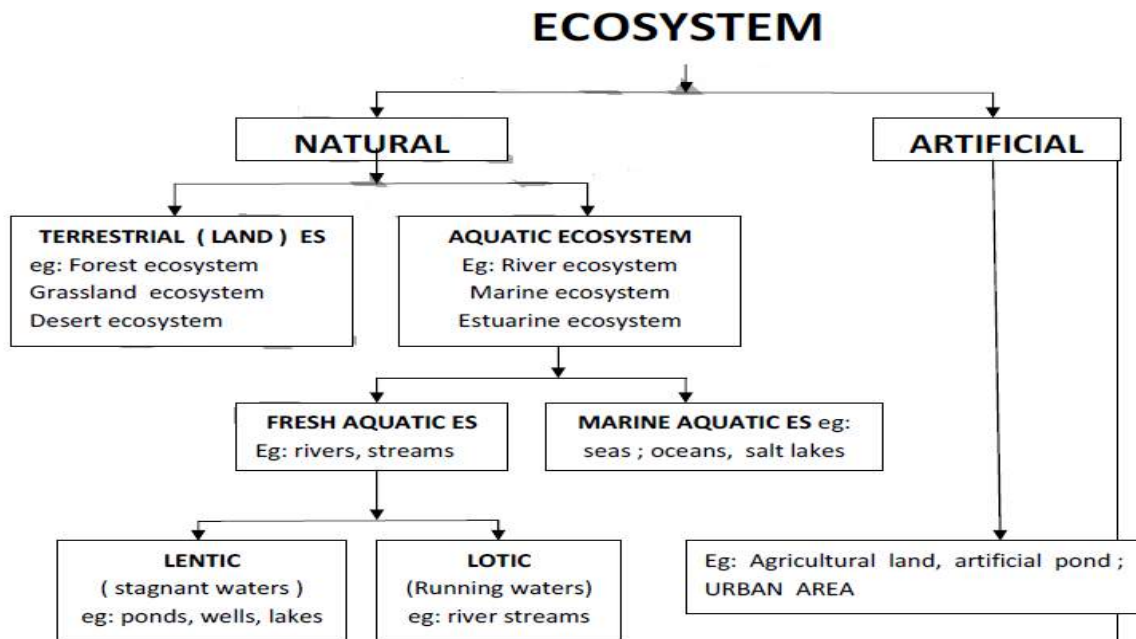 ECOSYSTEM
NATURAL
ARTIFICIAL
TERRESTRIAL ( LAND ) ES
eg: Forest ecosystem
Grassland ecosystem
Desert ecosystem
AQUATIC ECOSYSTEM
Eg: River ecosystem
Marine ecosystem
Estuarine ecosystem
FRESH AQUATIC ES
Eg: rivers, streams
MARINE AQUATIC ES eg:
seas ; oceans, salt lakes
LENTIC
( stagnant waters )
eg: ponds, wells, lakes
LOTIC
(Running waters)
eg: river streams
Eg: Agricultural land, artificial pond ;
URBAN AREA